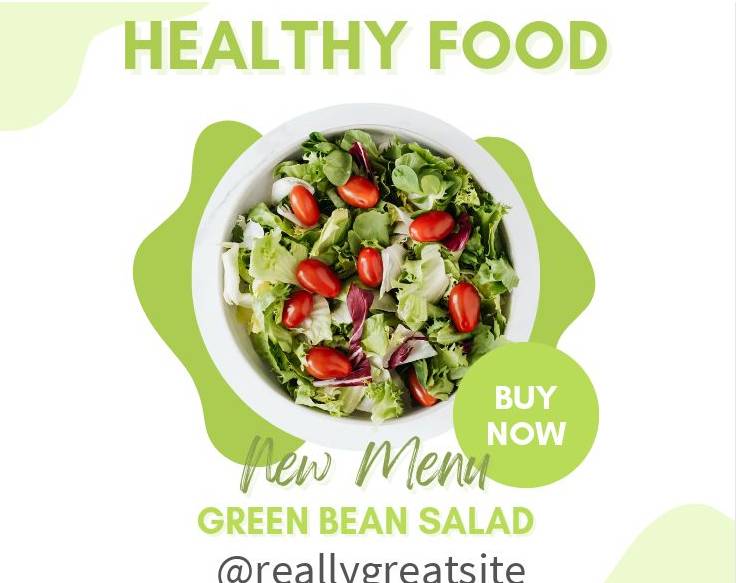 HEALTHY FOOD
BUY
NOW
New Menu
GREEN BEAN SALAD
@reallygreatsite